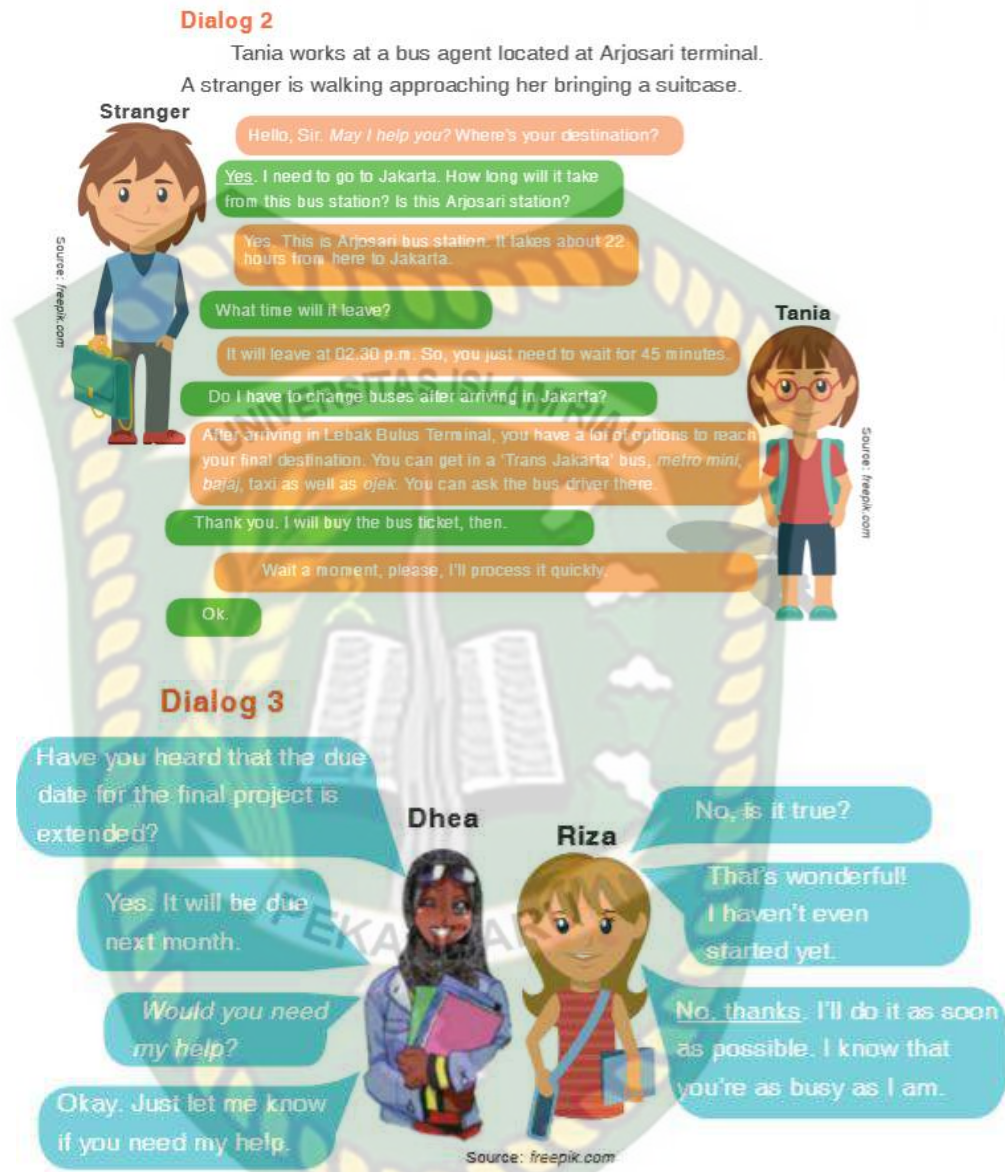 Dialog 2
Tania works at a bus agent located at Arjosari terminal.
A stranger is walking approaching her bringing a suitcase.
Stranger
Hello, Sir. May I help you? Where's your destination?
Yes. I need to go to Jakarta. How long will it take
from this bus station? Is this Arjosari station?
Yes. This is Arjosari bus station. It takes about 22
hours from here to Jakarta.
Source: freepik.com
What time will it leave?
Tania
It will leave at 02.30 p.m. So, you just need to wait for 45 minutes.
Do I have to change buses after arriving in Jakarta?
After arriving in Lebak Bulus Terminal, you have a lot of options to reach
your final destination. You can get in a 'Trans Jakarta' bus, metro mini,
bajaj, taxi as well as ojek. You can ask the bus driver there.
Source: freepik.com
Thank you. I will buy the bus ticket, then.
Wait a moment, please, I'll process it quickly.
Ok.
UNIVERSITAS ISLAM RIAU
Dialog 3
Dhea
Riza
Have you heard that the due
date for the final project is
extended?
No, is it true?
Yes. It will be due
next month.
That's wonderful!
I haven't even
started yet.
Would you need
my help?
No, thanks. I'll do it as soon
as possible. I know that
you're as busy as I am.
Okay. Just let me know
if you need my help.
PEKANBARU
Source: freepik.com